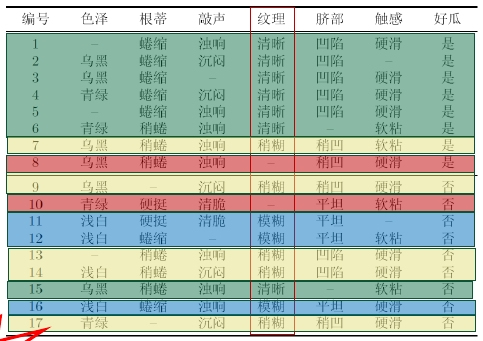 编号 色泽 根蒂 敲声 纹理 脐部 触感 好瓜
1 – 蜷缩 浊响 清晰 凹陷 硬滑 是
2 乌黑 蜷缩 沉闷 清晰 凹陷 – 是
3 乌黑 蜷缩 – 清晰 凹陷 硬滑 是
4 青绿 蜷缩 沉闷 清晰 凹陷 硬滑 是
5 – 蜷缩 浊响 清晰 凹陷 硬滑 是
6 青绿 稍蜷 浊响 清晰 – 软粘 是
7 乌黑 稍蜷 浊响 稍糊 稍凹 软粘 是
8 乌黑 稍蜷 浊响 – 稍凹 硬滑 是
9 乌黑 – 沉闷 稍糊 稍凹 硬滑 否
10 青绿 硬挺 清脆 – 平坦 软粘 否
11 浅白 硬挺 清脆 模糊 平坦 – 否
12 浅白 蜷缩 – 模糊 平坦 软粘 否
13 – 稍蜷 浊响 稍糊 凹陷 硬滑 否
14 浅白 稍蜷 沉闷 稍糊 凹陷 硬滑 否
15 乌黑 稍蜷 浊响 清晰 – 软粘 否
16 浅白 蜷缩 浊响 模糊 平坦 硬滑 否
17 青绿 – 沉闷 稍糊 稍凹 硬滑 否